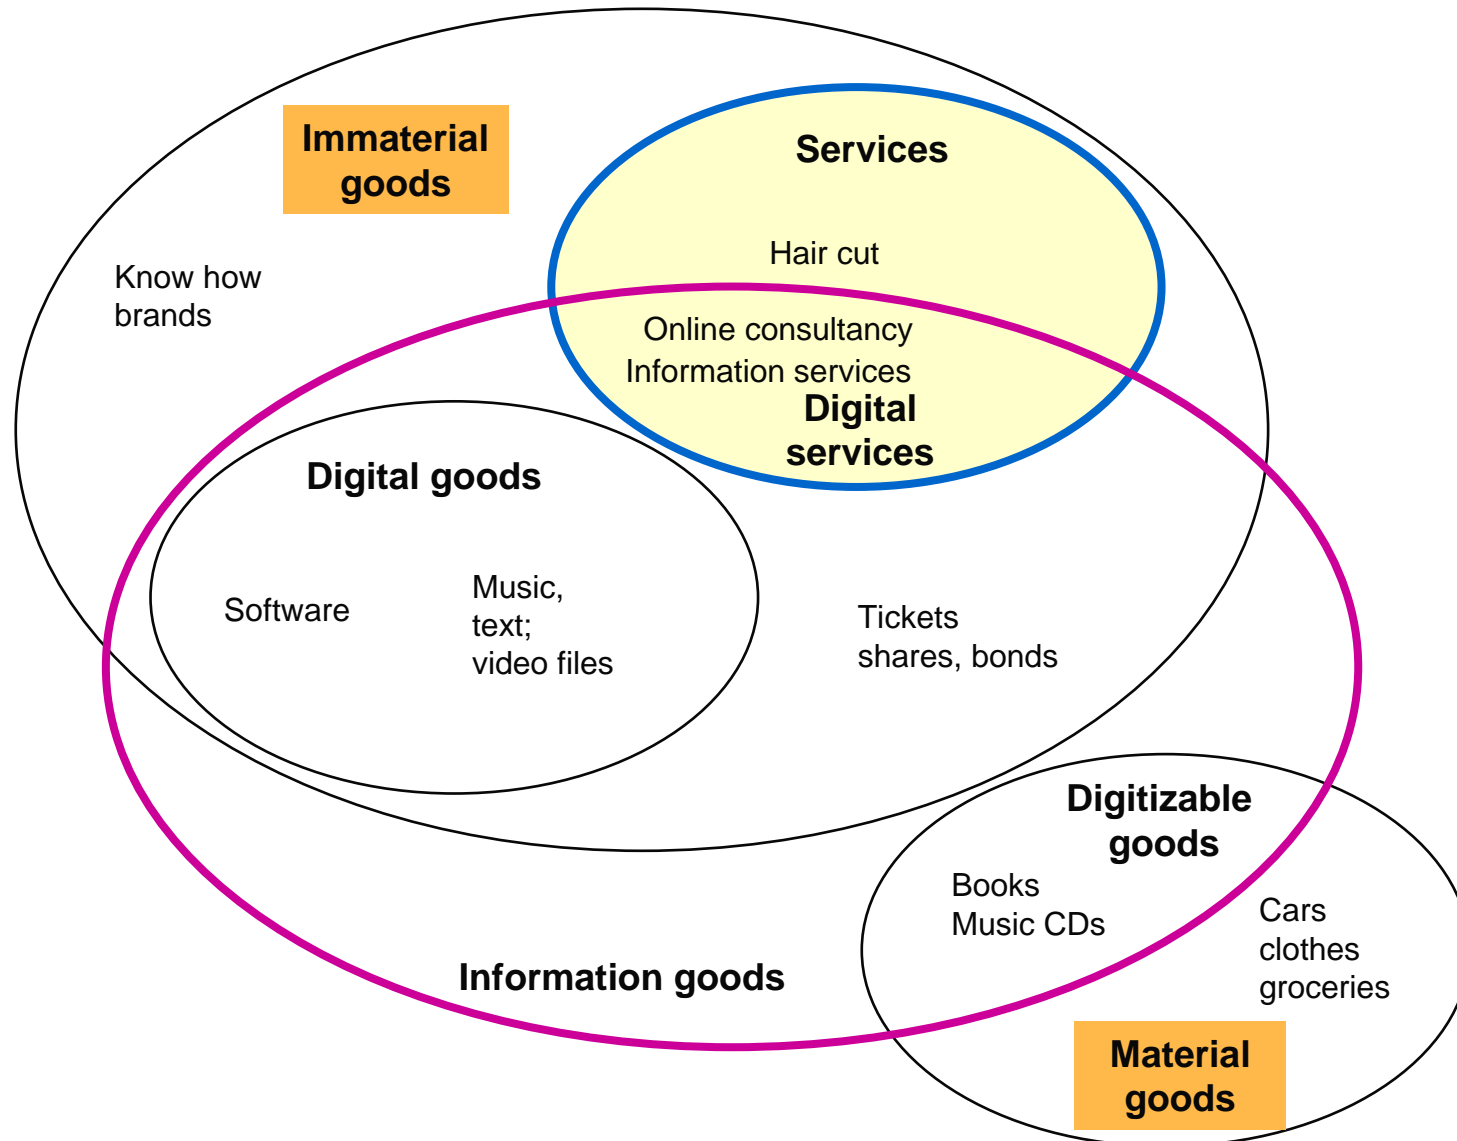 Immaterial
goods
Services
Hair cut
Know how
brands
Online consultancy
Information services
Digital
services
Digital goods
Software
Music,
text;
video files
Tickets
shares, bonds
Digitizable
goods
Books
Music CDs
Cars
clothes
groceries
Information goods
Material
goods